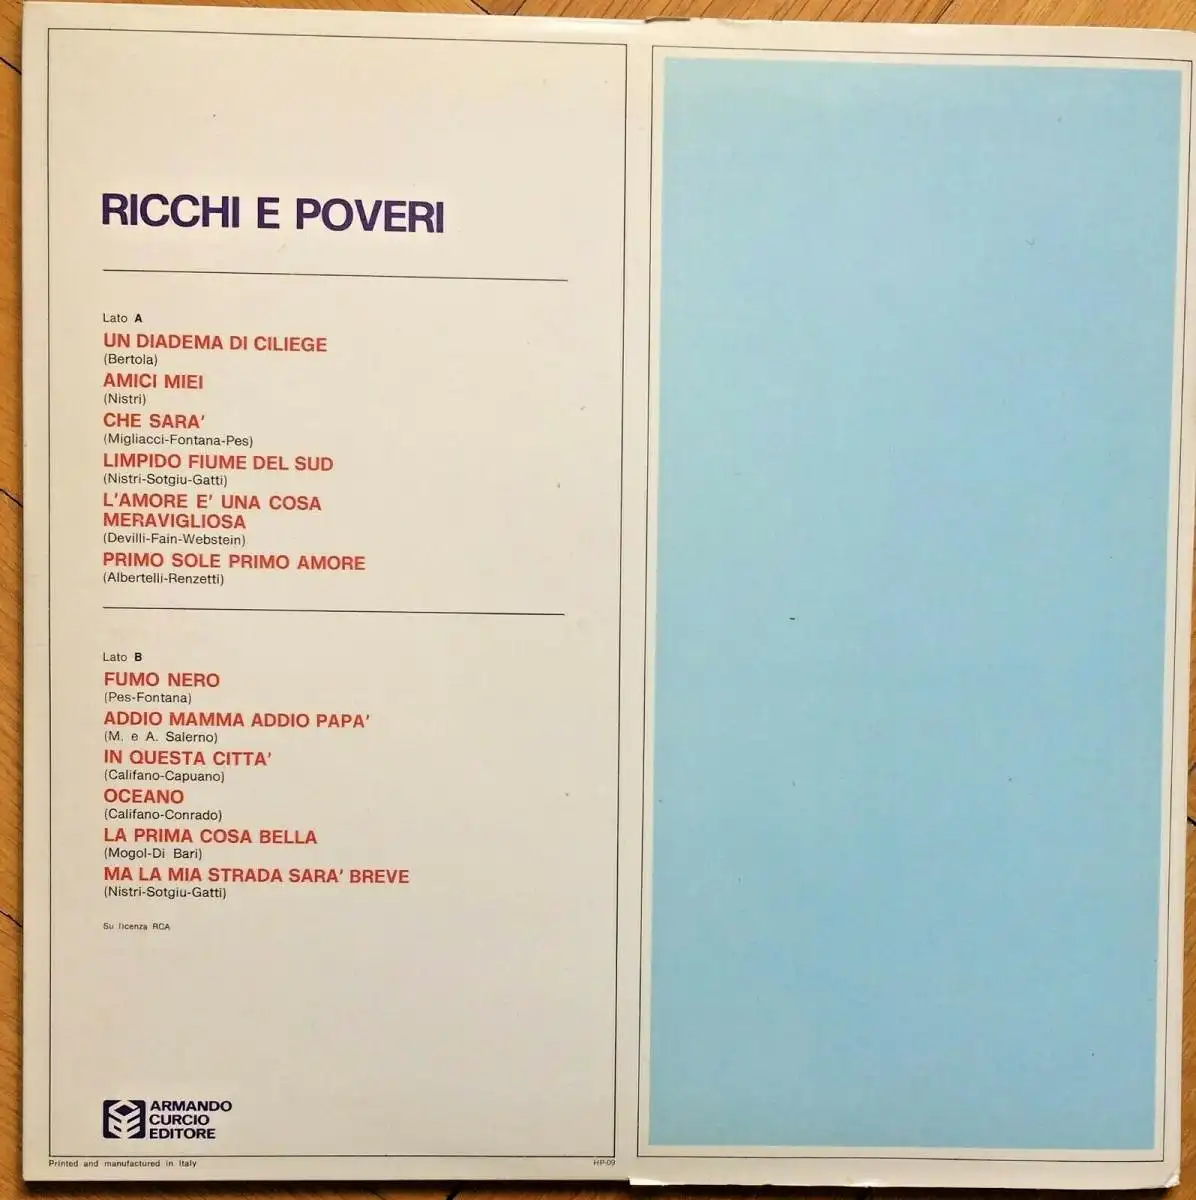 RICCHI E POVERI
Lato A
UN DIADEMA DI CILIEGE
(Bertola)
AMICI MIEI
(Nistri)
CHE SARA'
(Migliacci-Fontana-Pes)
LIMPIDO FIUME DEL SUD
(Nistri-Sotgiu-Gatti)
L'AMORE E' UNA COSA
MERAVIGLIOSA
(Devilli-Fain-Webstein)
PRIMO SOLE PRIMO AMORE
(Albertelli-Renzetti)
Lato B
FUMO NERO
(Pes-Fontana)
ADDIO MAMMA ADDIO PAPA'
(M. e A. Salerno)
IN QUESTA CITTA'
(Califano-Capuano)
OCEANO
(Califano-Conrado)
LA PRIMA COSA BELLA
(Mogol-Di Bari)
MA LA MIA STRADA SARA' BREVE
(Nistri-Sotgiu-Gatti)
Su licenza RCA
ARMANDO
CURCIO
EDITORE
Printed and manufactured in Italy
HP-09